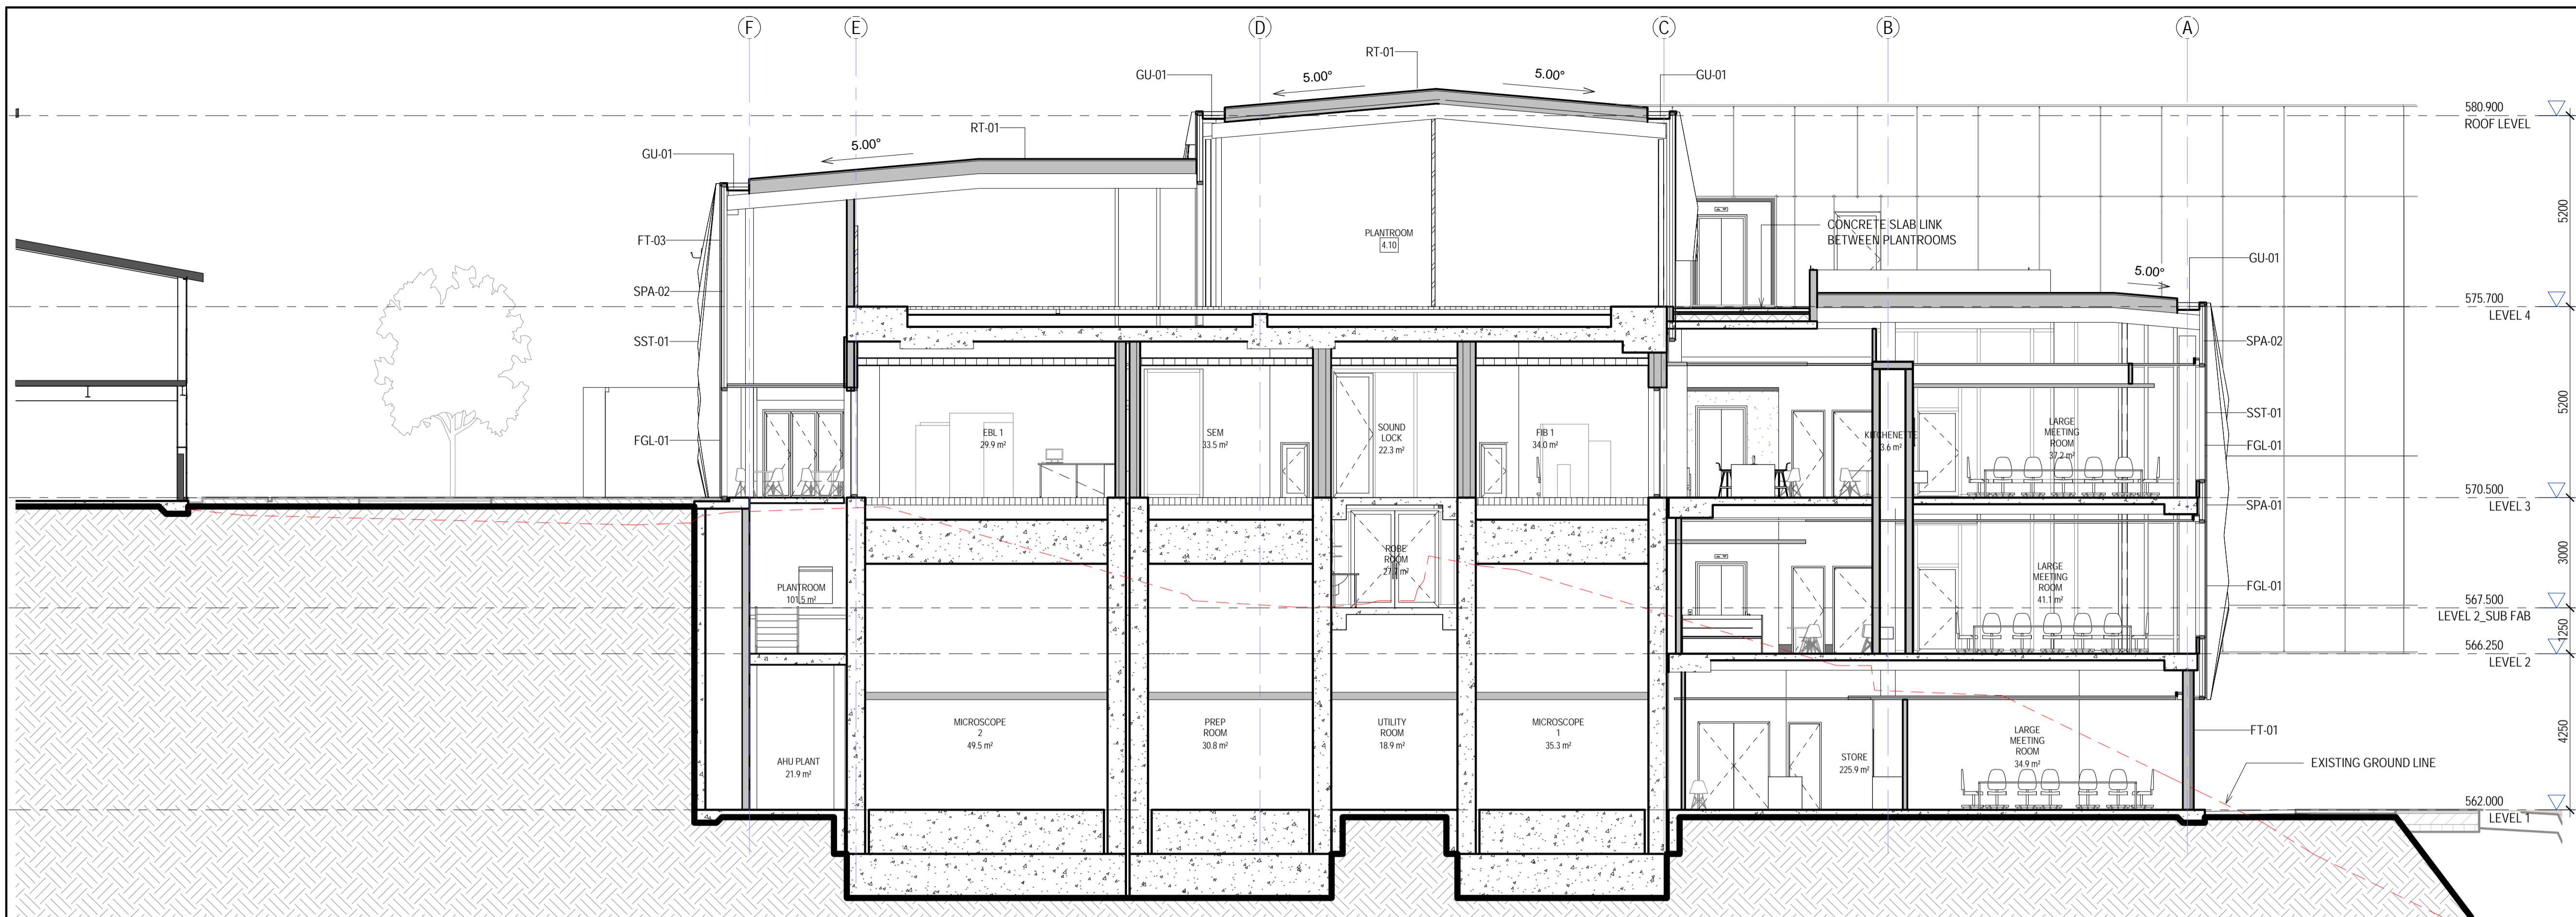 F
E
D
C
B
A
RT-01
GU-01
5.00°
5.00°
GU-01
580.900
ROOF LEVEL
RT-01
5.00°
GU-01
5200
PLANTROOM
4.10
CONCRETE SLAB LINK
BETWEEN PLANTROOMS
FT-03
GU-01
5.00°
SPA-02
575.700
LEVEL 4
SST-01
SPA-02
5200
FGL-01
EBL 1
29.9 m²
SEM
33.5 m²
SOUND
LOCK
22.3 m²
FIB 1
34.0 m²
KITCHENETTE
3.6 m²
LARGE
MEETING
ROOM
37.2 m²
SST-01
FGL-01
570.500
LEVEL 3
SPA-01
3000
ROBE
ROOM
27.7 m²
PLANTROOM
101.5 m²
LARGE
MEETING
ROOM
41.1 m²
FGL-01
567.500
LEVEL 2_SUB FAB
1250
566.250
LEVEL 2
4250
MICROSCOPE
2
49.5 m²
PREP
ROOM
30.8 m²
UTILITY
ROOM
18.9 m²
MICROSCOPE
1
35.3 m²
AHU PLANT
21.9 m²
STORE
225.9 m²
LARGE
MEETING
ROOM
34.9 m²
FT-01
EXISTING GROUND LINE
562.000
LEVEL 1